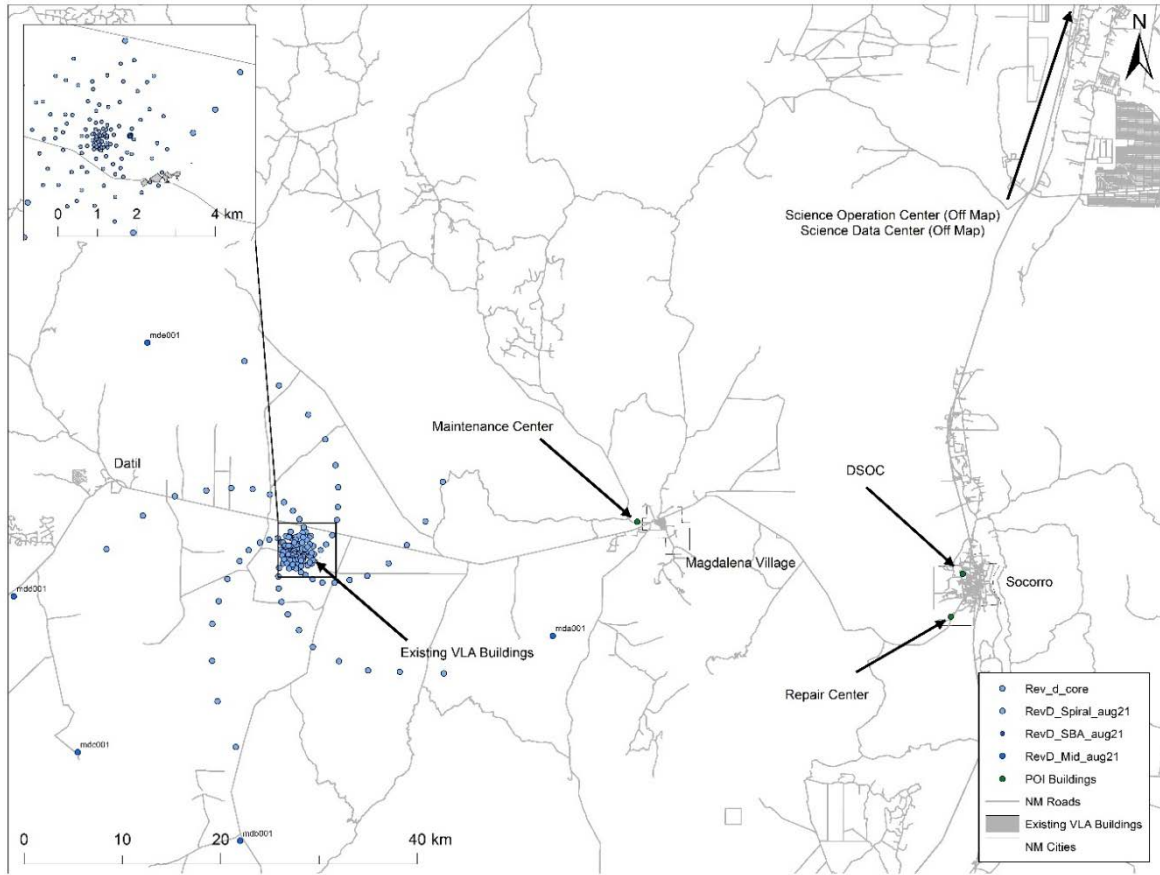 N
0 1 2 4 km
Science Operation Center (Off Map)
Science Data Center (Off Map)
mde001
Maintenance Center
Datil
DSOC
Magdalena Village
Socorro
mdd001
Existing VLA Buildings
mda001
Repair Center
mdc001
mdb001
0 10 20 40 km
Rev_d_core
RevD_Spiral_aug21
RevD_SBA_aug21
RevD_Mid_aug21
POI Buildings
NM Roads
Existing VLA Buildings
NM Cities